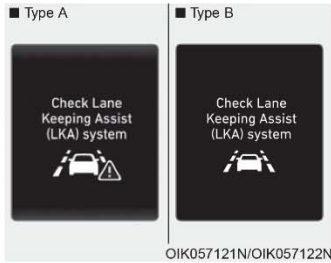 ■ Type A
■ Type B
Check Lane
Keeping Assist
(LKA) system
Check Lane
Keeping Assist
(LKA) system
OIK057121N/OIK057122N